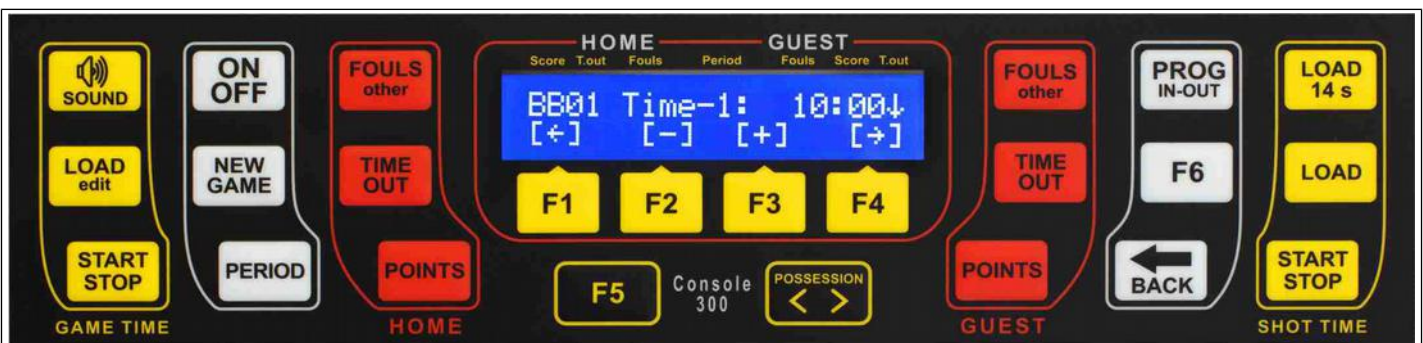 SOUND
LOAD
edit
START
STOP
GAME TIME
ON
OFF
NEW
GAME
PERIOD
FOULS
other
TIME
OUT
POINTS
HOME
HOME GUEST
Score T.out Fouls Period Fouls Score T.out
BB01 Time-1: 10:00↓
[←] [-] [+] [→]
F1 F2 F3 F4
F5
Console
300
POSSESSION
< >
FOULS
other
TIME
OUT
POINTS
GUEST
PROG
IN-OUT
F6
BACK
LOAD
14 s
LOAD
START
STOP
SHOT TIME